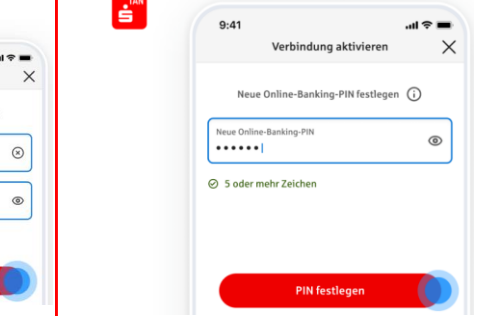 TAN
9:41
Verbindung aktivieren
Neue Online-Banking-PIN festlegen
Neue Online-Banking-PIN
••••••
5 oder mehr Zeichen
PIN festlegen